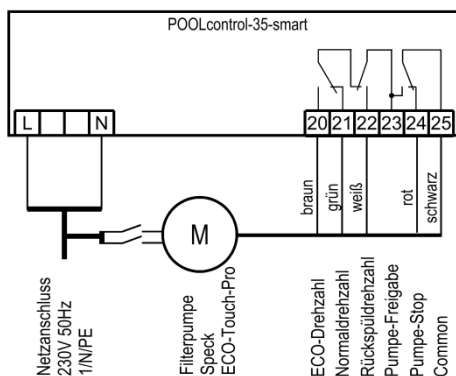 POOLcontrol-35-smart
L
N
20
21
22
23
24
25
braun
grün
weiß
rot
schwarz
M
Netzanschluss
230V 50Hz
1/N/PE
Filterpumpe
Speck
ECO-Touch-Pro
ECO-Drehzahl
Normaldrehzahl
Rückspüldrehzahl
Pumpe-Freigabe
Pumpe-Stop
Common